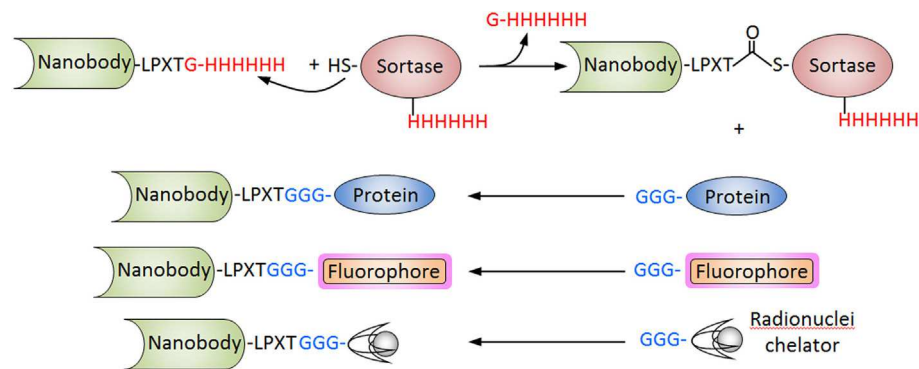 G-HHHHHH
Nanobody -LPXTG-HHHHHH + HS- Sortase Nanobody -LPXT O -S- Sortase
HHHHHH HHHHHH
+
Nanobody -LPXTGGG- Protein GGG- Protein
Nanobody -LPXTGGG- Fluorophore GGG- Fluorophore
Nanobody -LPXTGGG- GGG- Radionuclei
chelator